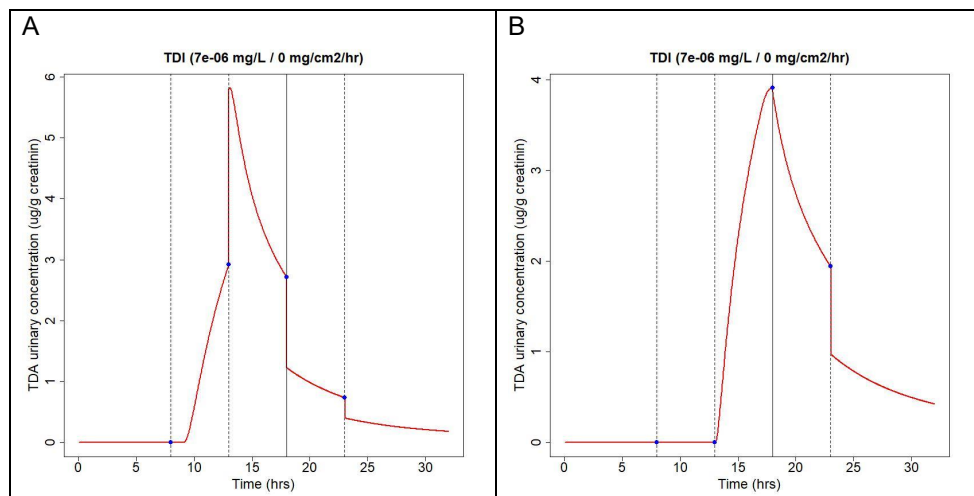 A
TDI (7e-06 mg/L / 0 mg/cm2/hr)
TDA urinary concentration (ug/g creatinin)
6
5
4
3
2
1
0
0 5 10 15 20 25 30
Time (hrs)
B
TDI (7e-06 mg/L / 0 mg/cm2/hr)
TDA urinary concentration (ug/g creatinin)
4
3
2
1
0
0 5 10 15 20 25 30
Time (hrs)